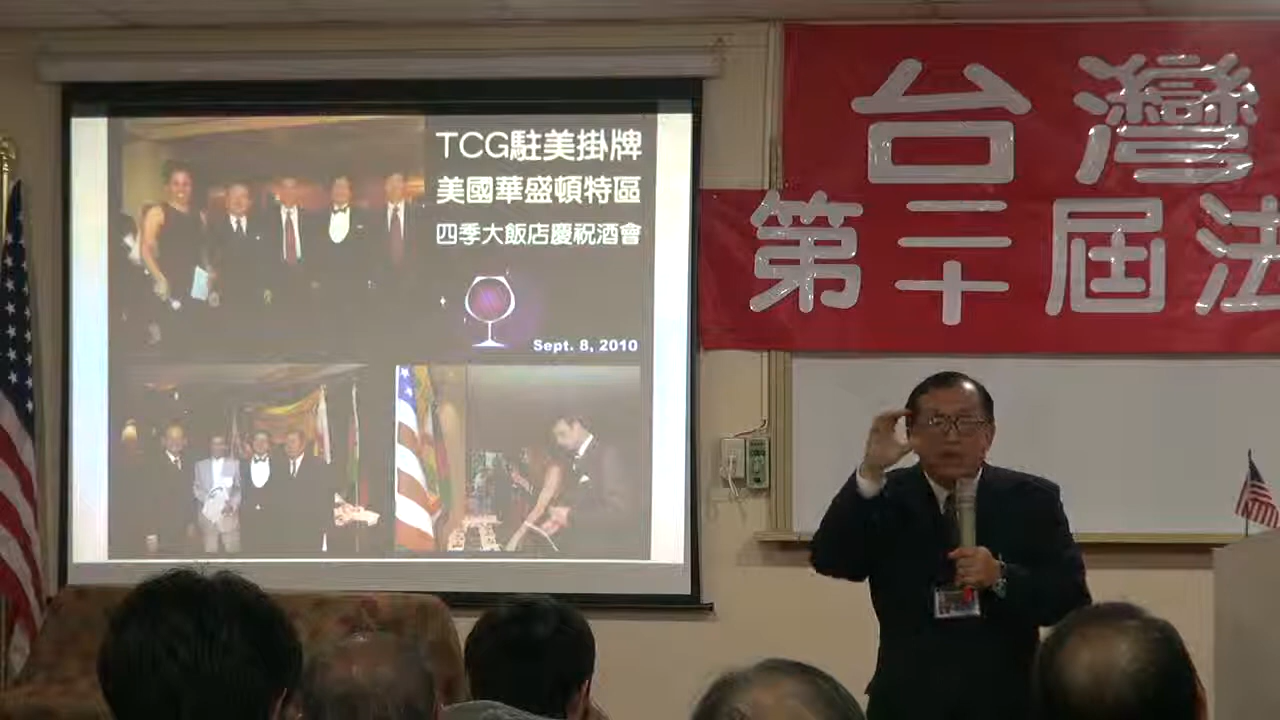 TCG駐美掛牌
美國華盛頓特區
四季大飯店慶祝酒會
Sept. 8, 2010
台灣
第二十屆法